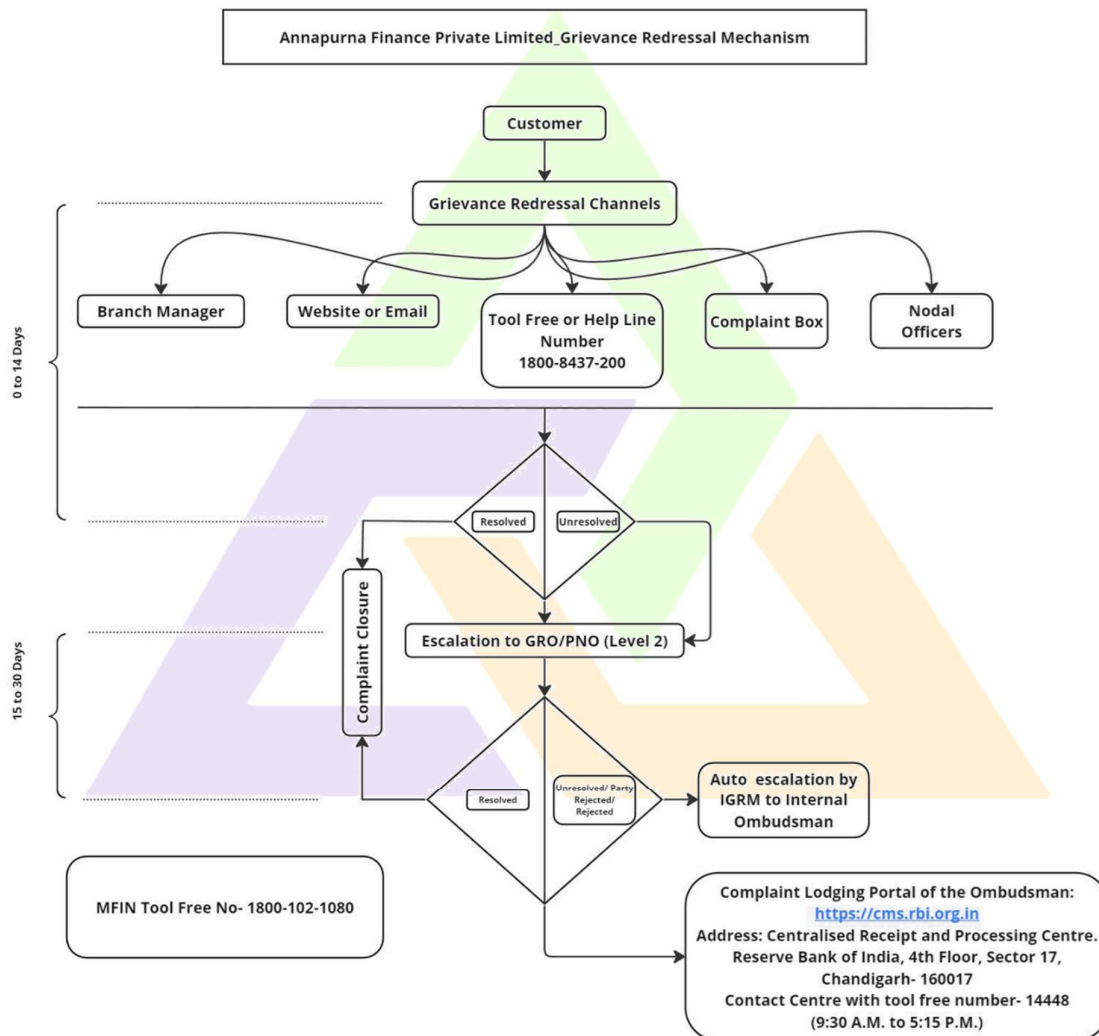 Annapurna Finance Private Limited_Grievance Redressal Mechanism
Customer
Grievance Redressal Channels
0 to 14 Days
Branch Manager
Website or Email
Tool Free or Help Line
Number
1800-8437-200
Complaint Box
Nodal
Officers
Resolved
Unresolved
Complaint Closure
15 to 30 Days
Escalation to GRO/PNO (Level 2)
Resolved
Unresolved/ Party
Rejected/
Rejected
Auto escalation by
IGRM to Internal
Ombudsman
MFIN Tool Free No- 1800-102-1080
Complaint Lodging Portal of the Ombudsman:
https://cms.rbi.org.in
Address: Centralised Receipt and Processing Centre.
Reserve Bank of India, 4th Floor, Sector 17,
Chandigarh- 160017
Contact Centre with tool free number- 14448
(9:30 A.M. to 5:15 P.M.)